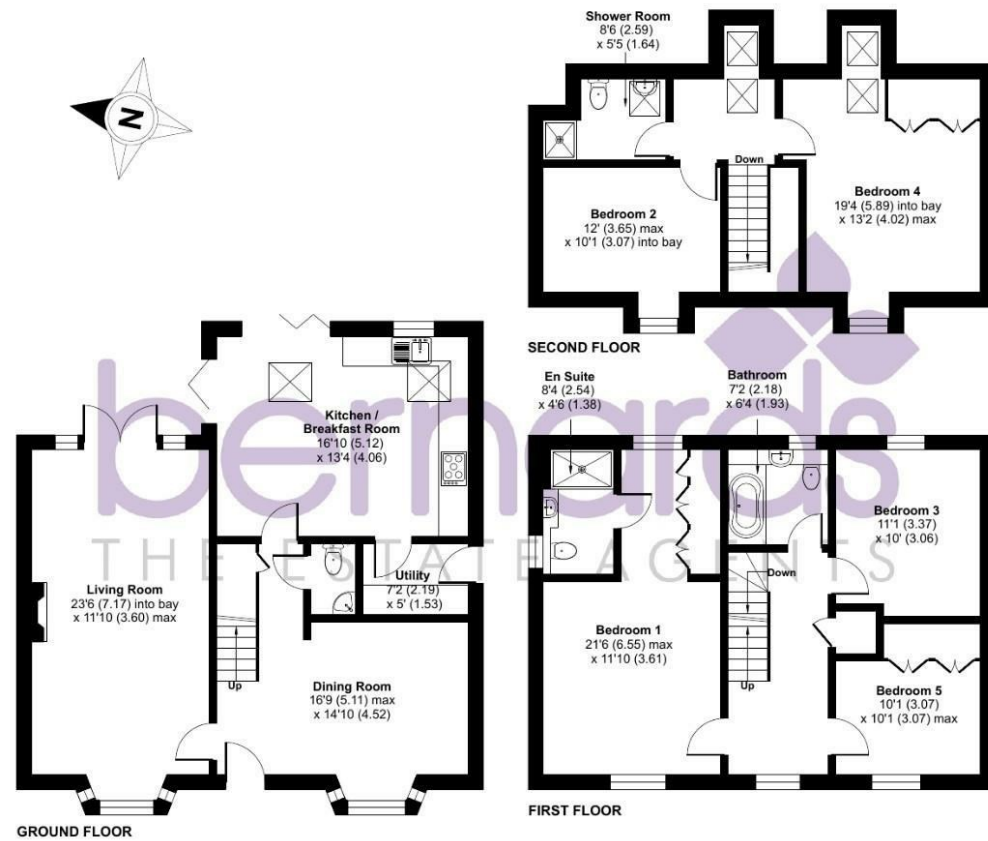 Shower Room
8'6 (2.59)
x 5'5 (1.64)
N
Down
Bedroom 2
12' (3.65) max
x 10'1 (3.07) into bay
Bedroom 4
19'4 (5.89) into bay
x 13'2 (4.02) max
SECOND FLOOR
En Suite
8'4 (2.54)
x 4'6 (1.38)
Bathroom
7'2 (2.18)
x 6'4 (1.93)
Kitchen /
Breakfast Room
16'10 (5.12)
x 13'4 (4.06)
bernards
THE ESTATE AGENTS
Bedroom 3
11'1 (3.37)
x 10' (3.06)
Living Room
23'6 (7.17) into bay
x 11'10 (3.60) max
Utility
7'2 (2.19)
x 5' (1.53)
Down
Bedroom 1
21'6 (6.55) max
x 11'10 (3.61)
Up
Dining Room
16'9 (5.11) max
x 14'10 (4.52)
Up
Bedroom 5
10'1 (3.07)
x 10'1 (3.07) max
GROUND FLOOR
FIRST FLOOR